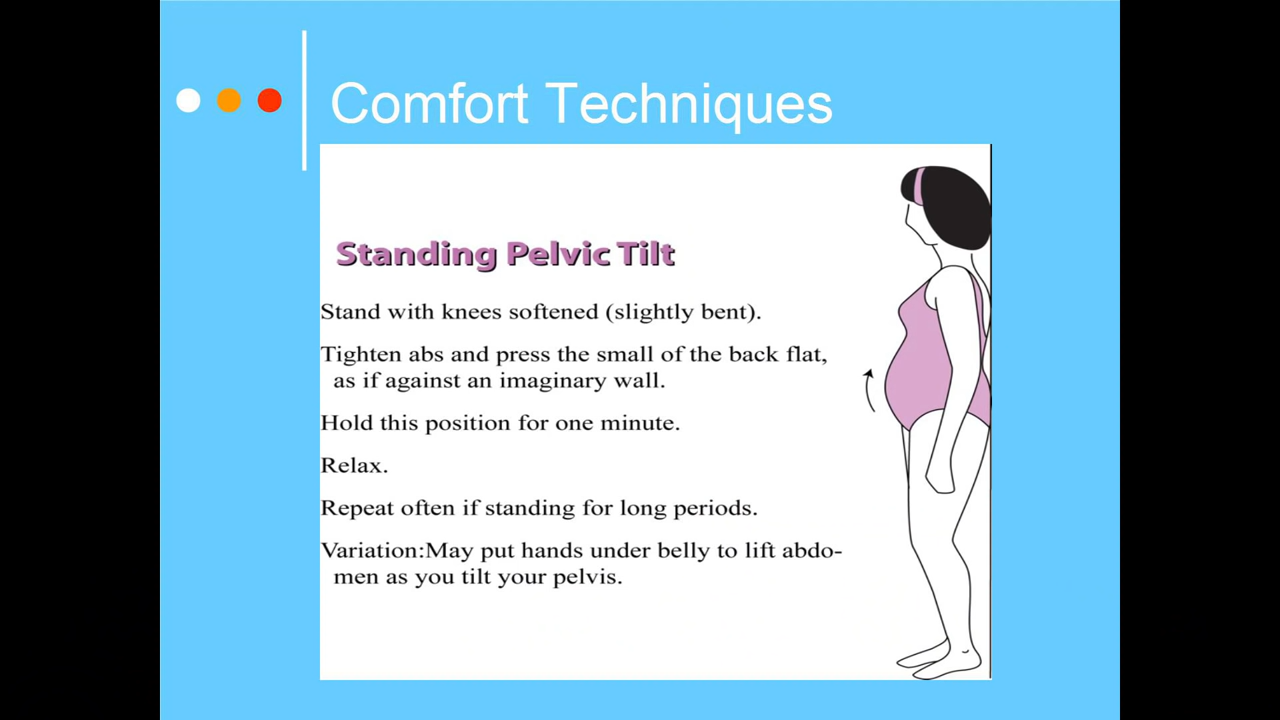 Comfort Techniques
Standing Pelvic Tilt
Stand with knees softened (slightly bent).
Tighten abs and press the small of the back flat,
as if against an imaginary wall.
Hold this position for one minute.
Relax.
Repeat often if standing for long periods.
Variation:May put hands under belly to lift abdo-
men as you tilt your pelvis.